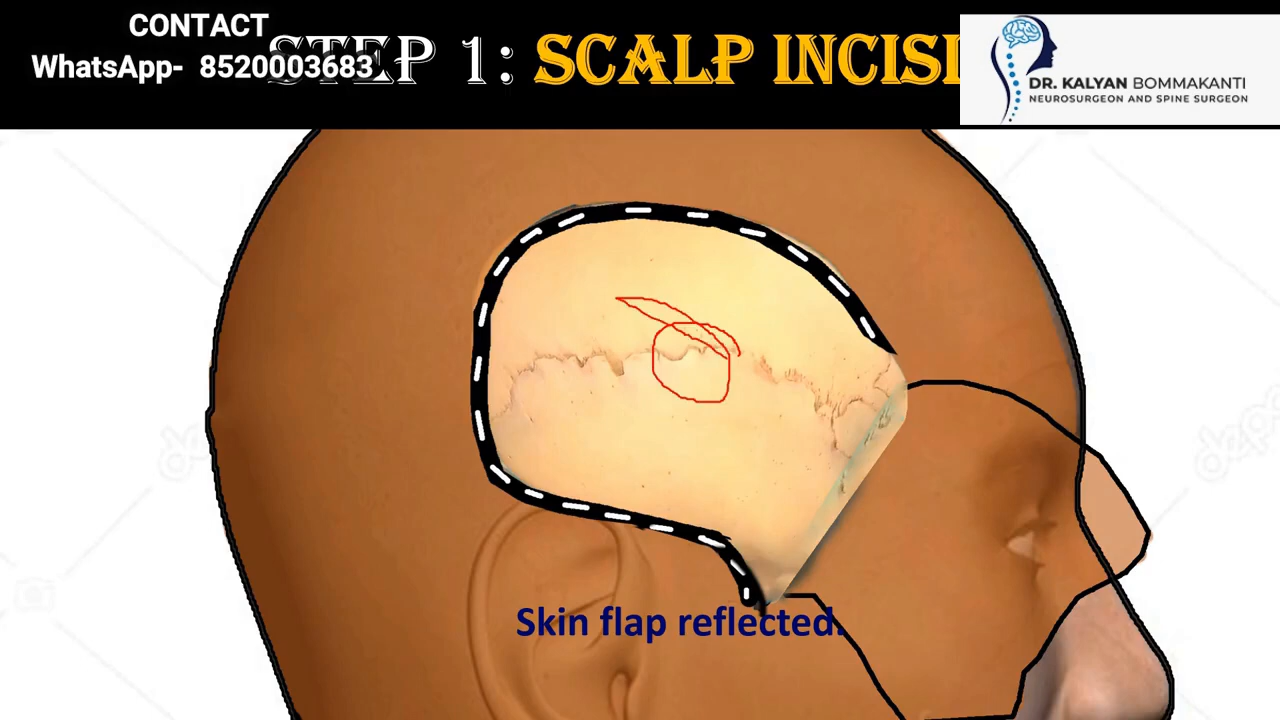 CONTACT
WhatsApp- 8520003683
STEP 1: SCALP INCISI
DR. KALYAN BOMMAKANTI
NEUROSURGEON AND SPINE SURGEON
Skin flap reflected.